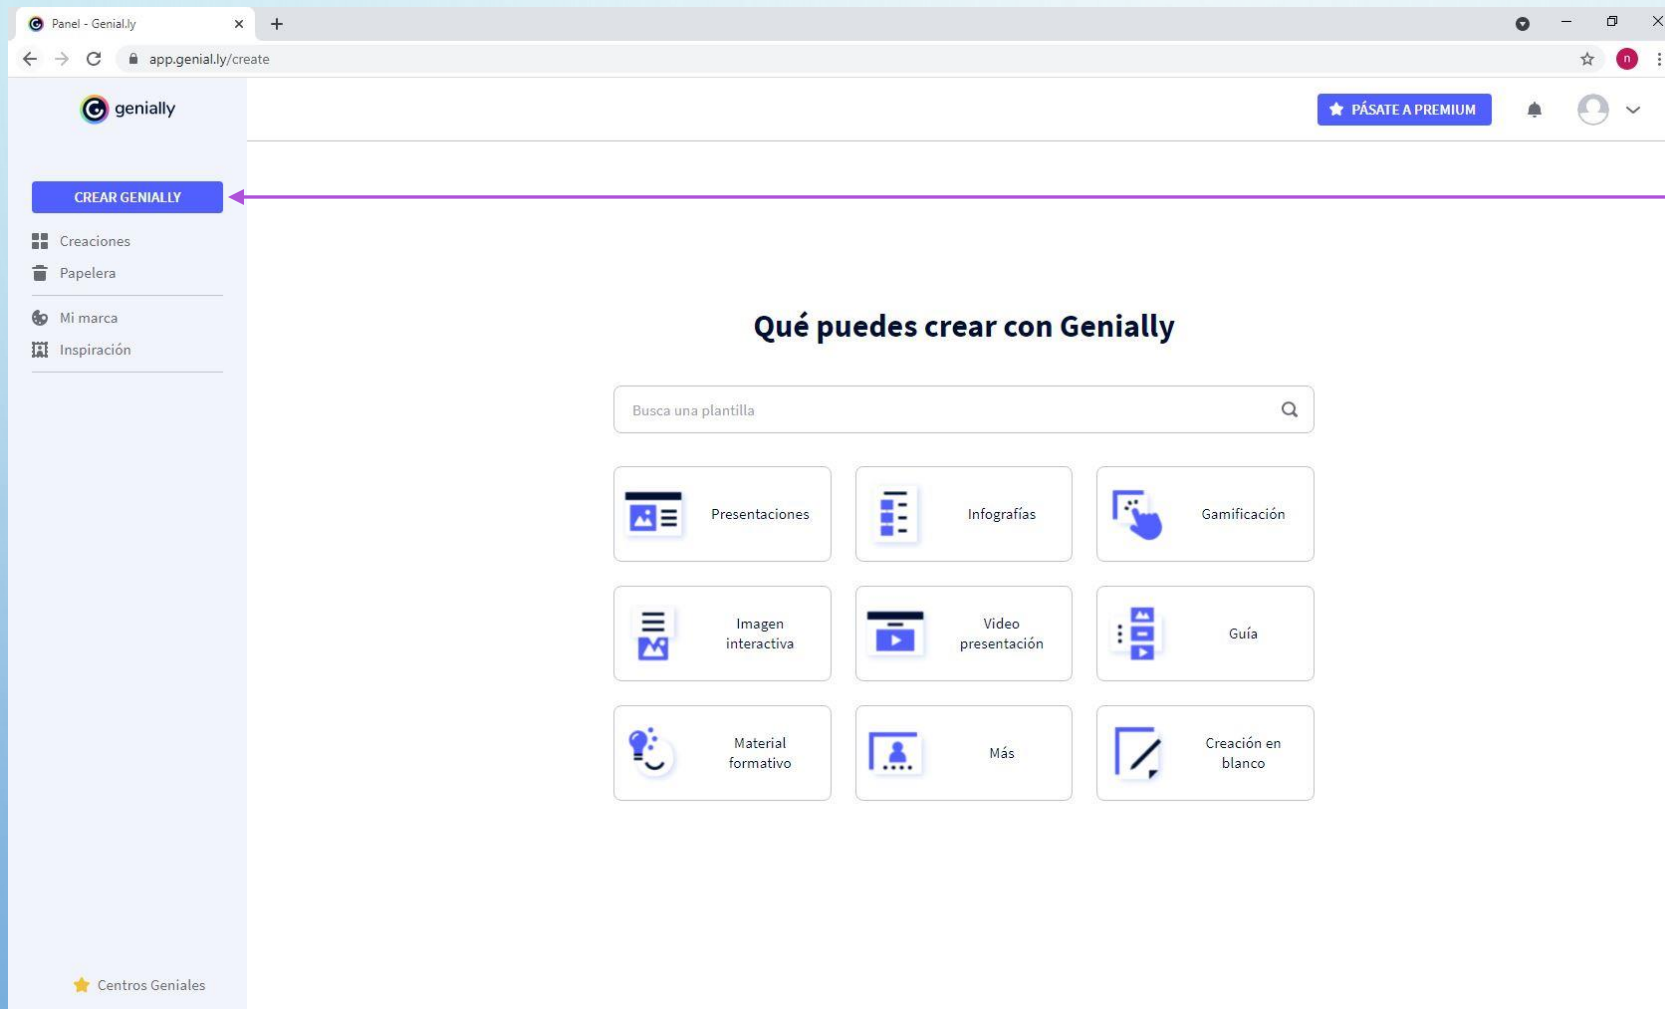 Panel - Genial.ly
app.genial.ly/create
n
genially
PÁSATE A PREMIUM
CREAR GENIALLY
Creaciones
Papelera
Mi marca
Inspiración
Qué puedes crear con Genially
Busca una plantilla
Presentaciones
Infografías
Gamificación
Imagen
interactiva
Video
presentación
Guía
Material
formativo
Más
Creación en
blanco
Centros Geniales